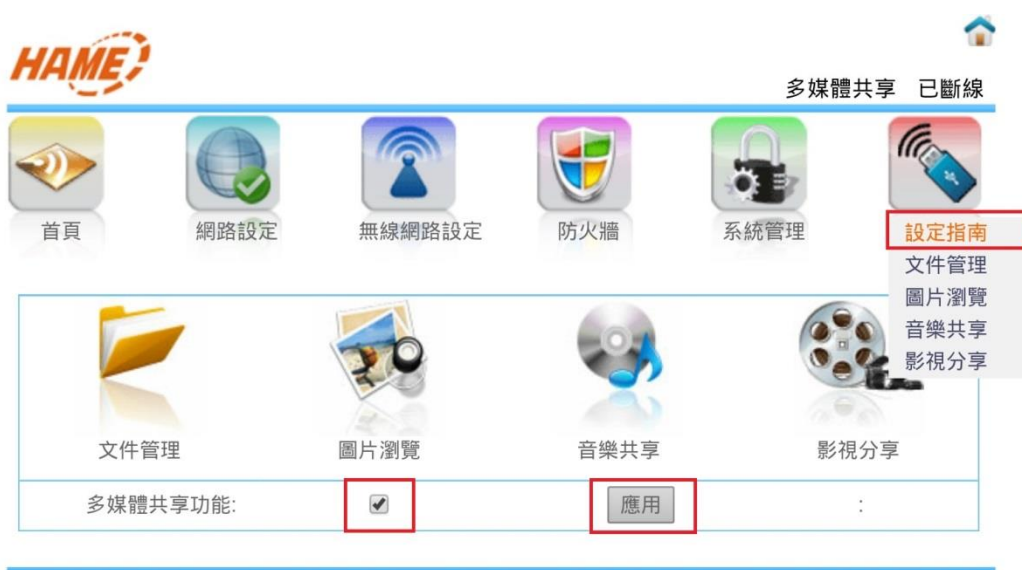 HAME
多媒體共享 已斷線
首頁 網路設定 無線網路設定 防火牆 系統管理
設定指南
文件管理
圖片瀏覽
音樂共享
影視分享
文件管理 圖片瀏覽 音樂共享 影視分享
多媒體共享功能: 應用 :